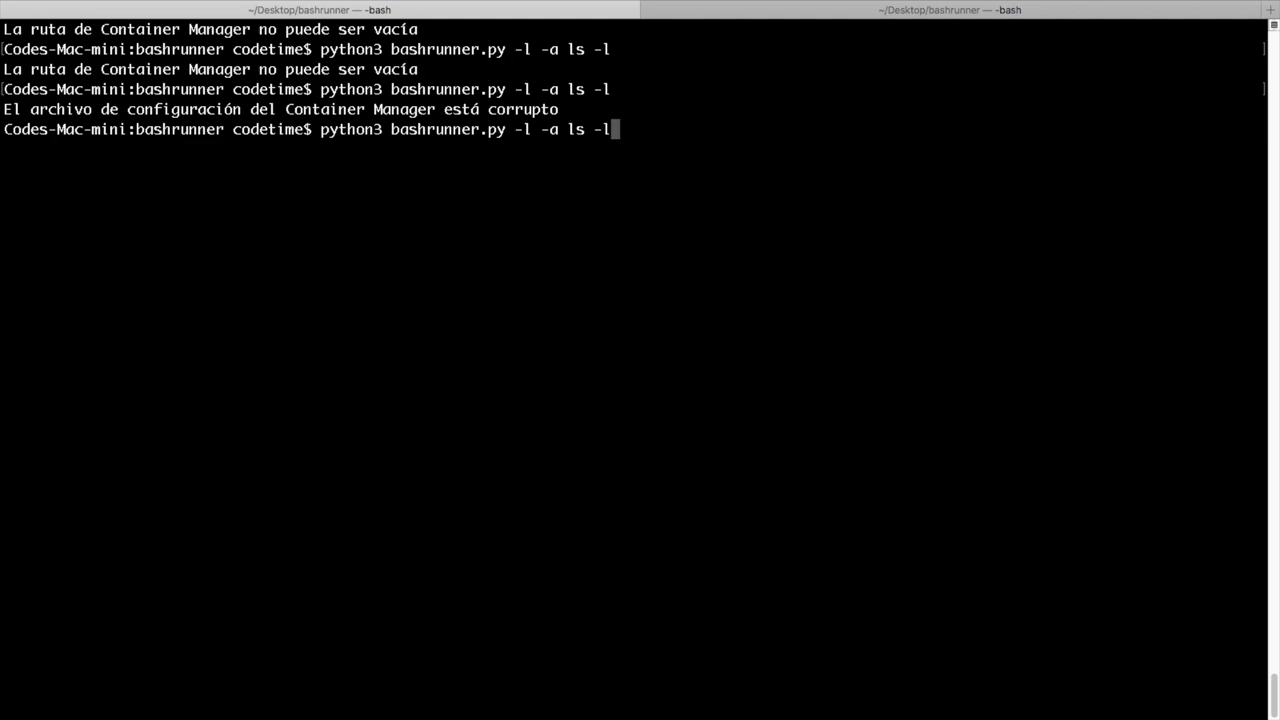 ~/Desktop/bashrunner — -bash
~/Desktop/bashrunner — -bash
La ruta de Container Manager no puede ser vacía
[Codes-Mac-mini:bashrunner codetime$ python3 bashrunner.py -l -a ls -l ]
La ruta de Container Manager no puede ser vacía
[Codes-Mac-mini:bashrunner codetime$ python3 bashrunner.py -l -a ls -l ]
El archivo de configuración del Container Manager está corrupto
Codes-Mac-mini:bashrunner codetime$ python3 bashrunner.py -l -a ls -l